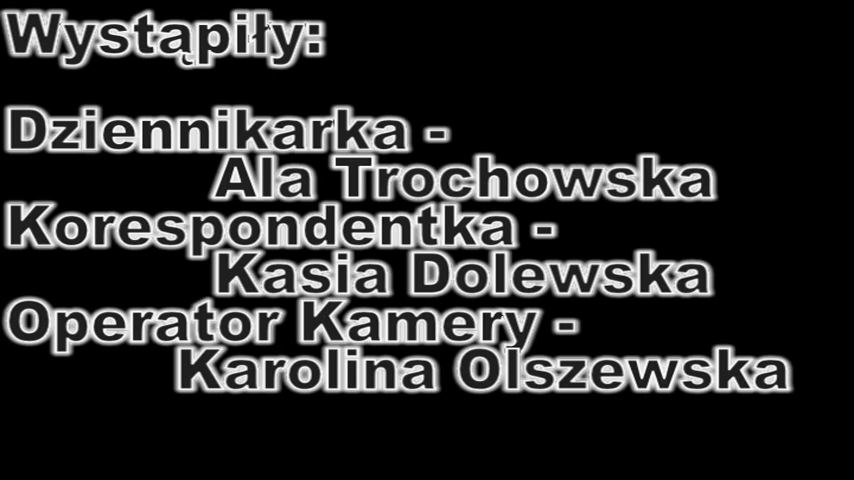 Wystąpiły:
Dziennikarka -
Ala Trochowska
Korespondentka -
Kasia Dolewska
Operator Kamery -
Karolina Olszewska